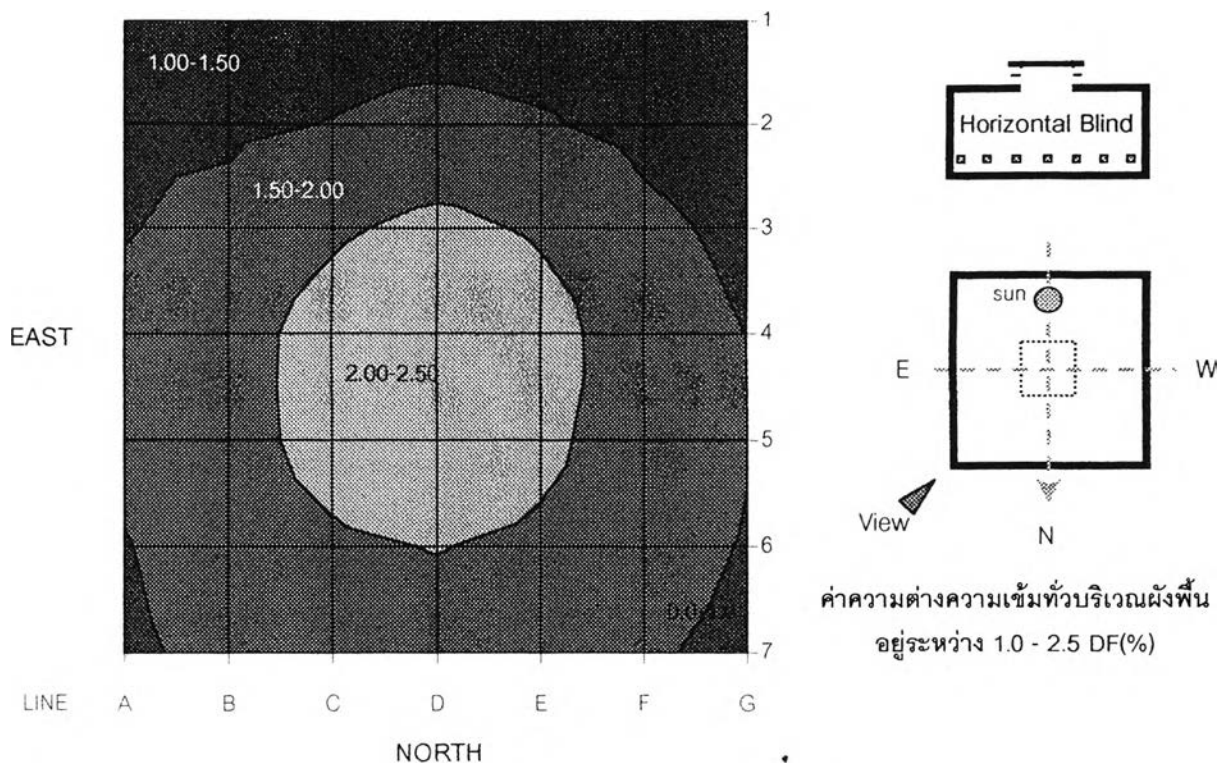 1
1.00-1.50
2
1.50-2.00
3
EAST
4
2.00-2.50
5
6
7
LINE A B C D E F G
NORTH
Horizontal Blind
sun
E W
View
N
ค่าความต่างความเข้มทั่วบริเวณผังพื้น
อยู่ระหว่าง 1.0 - 2.5 DF(%)